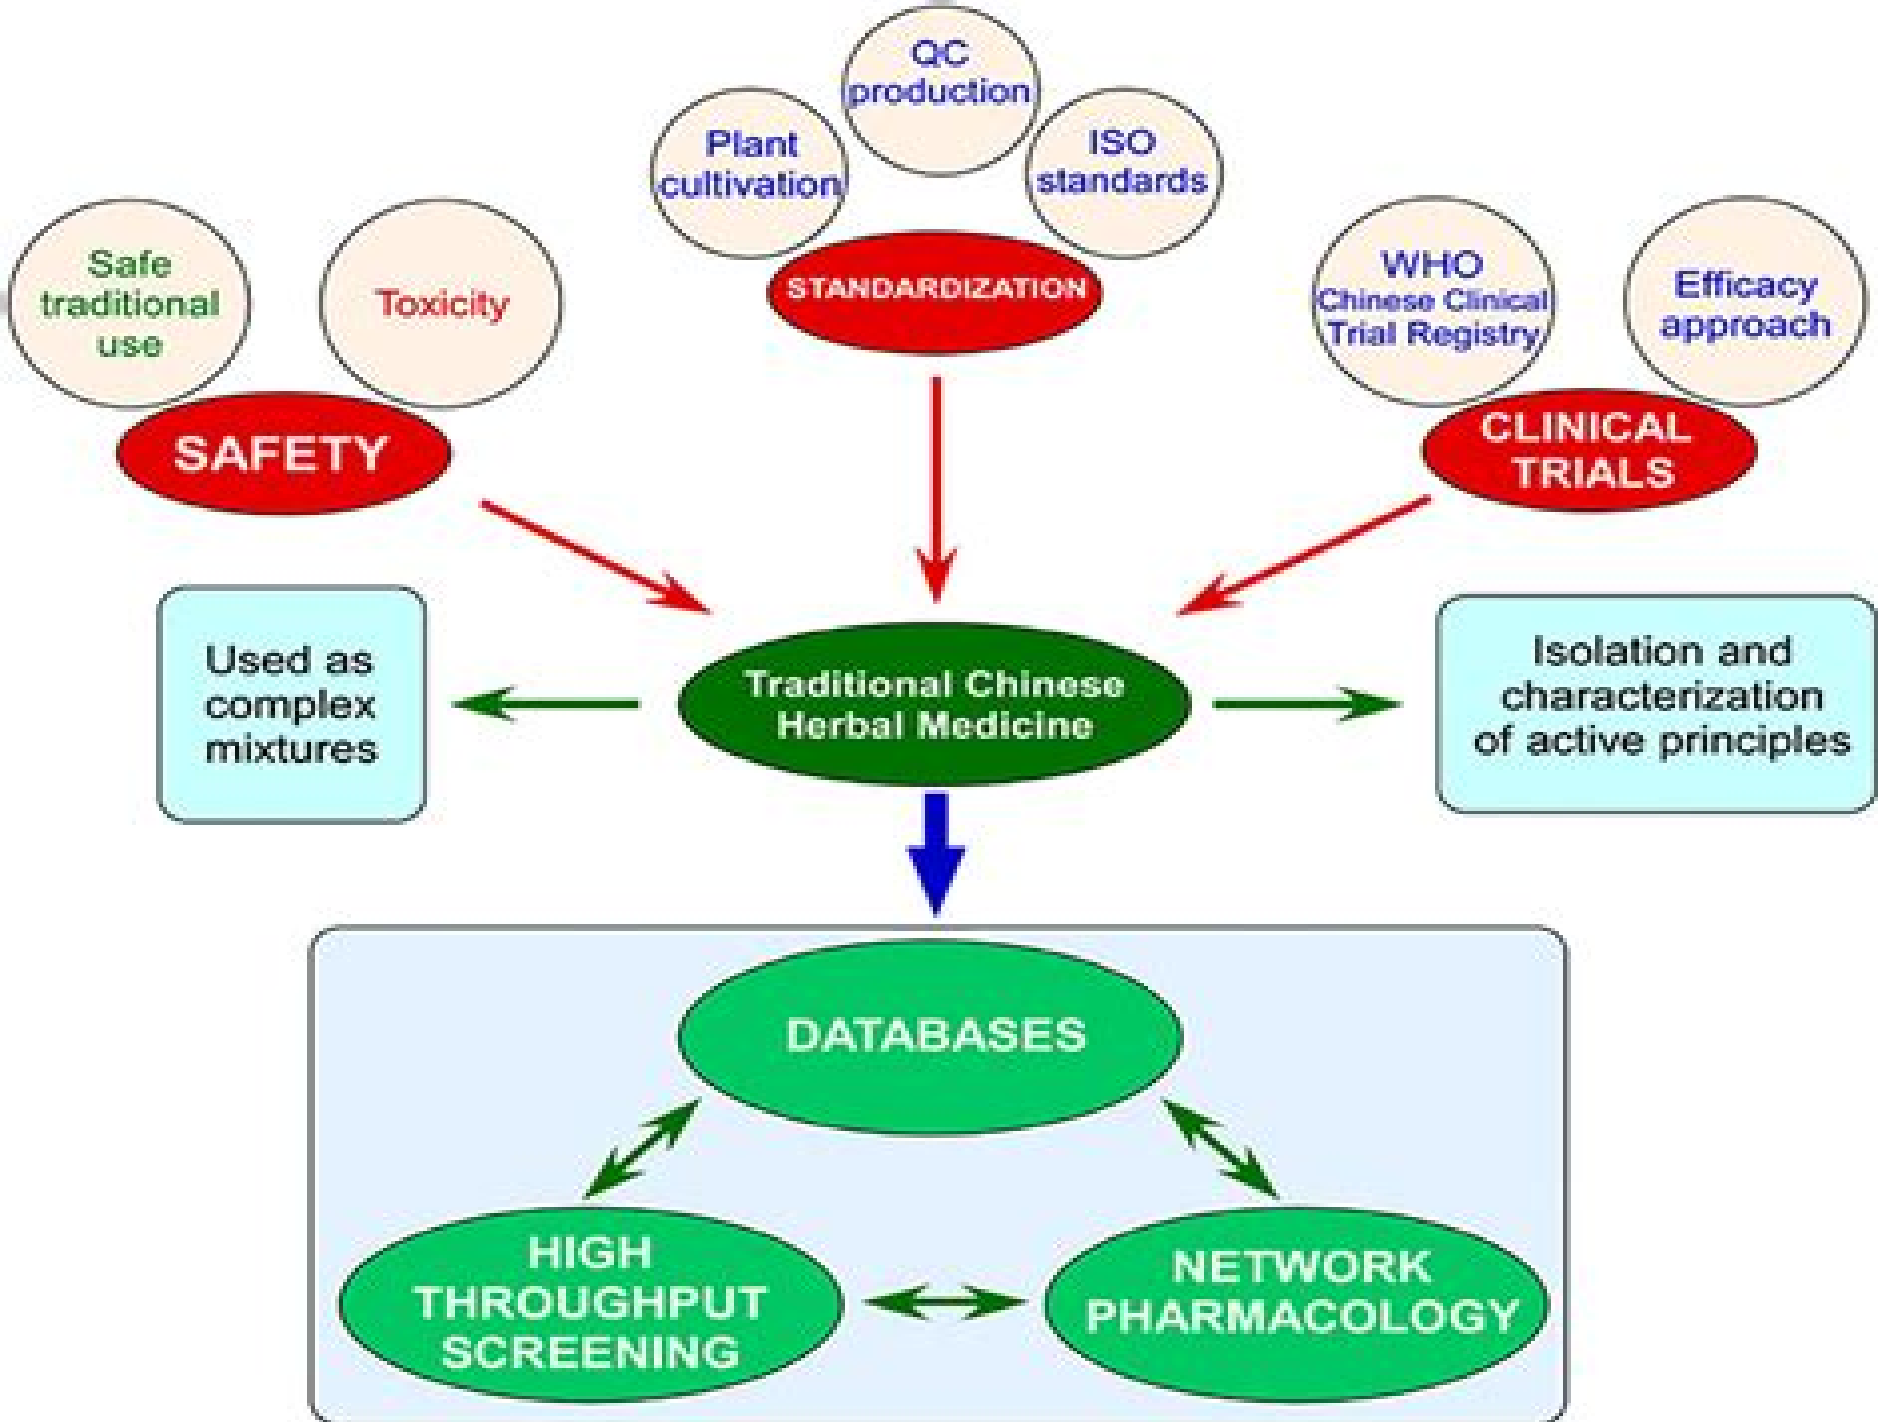 QC
production
Plant
cultivation
ISO
standards
STANDARDIZATION
Safe
traditional
use
Toxicity
SAFETY
WHO
Chinese Clinical
Trial Registry
Efficacy
approach
CLINICAL
TRIALS
Used as
complex
mixtures
Traditional Chinese
Herbal Medicine
Isolation and
characterization
of active principles
DATABASES
HIGH
THROUGHPUT
SCREENING
NETWORK
PHARMACOLOGY